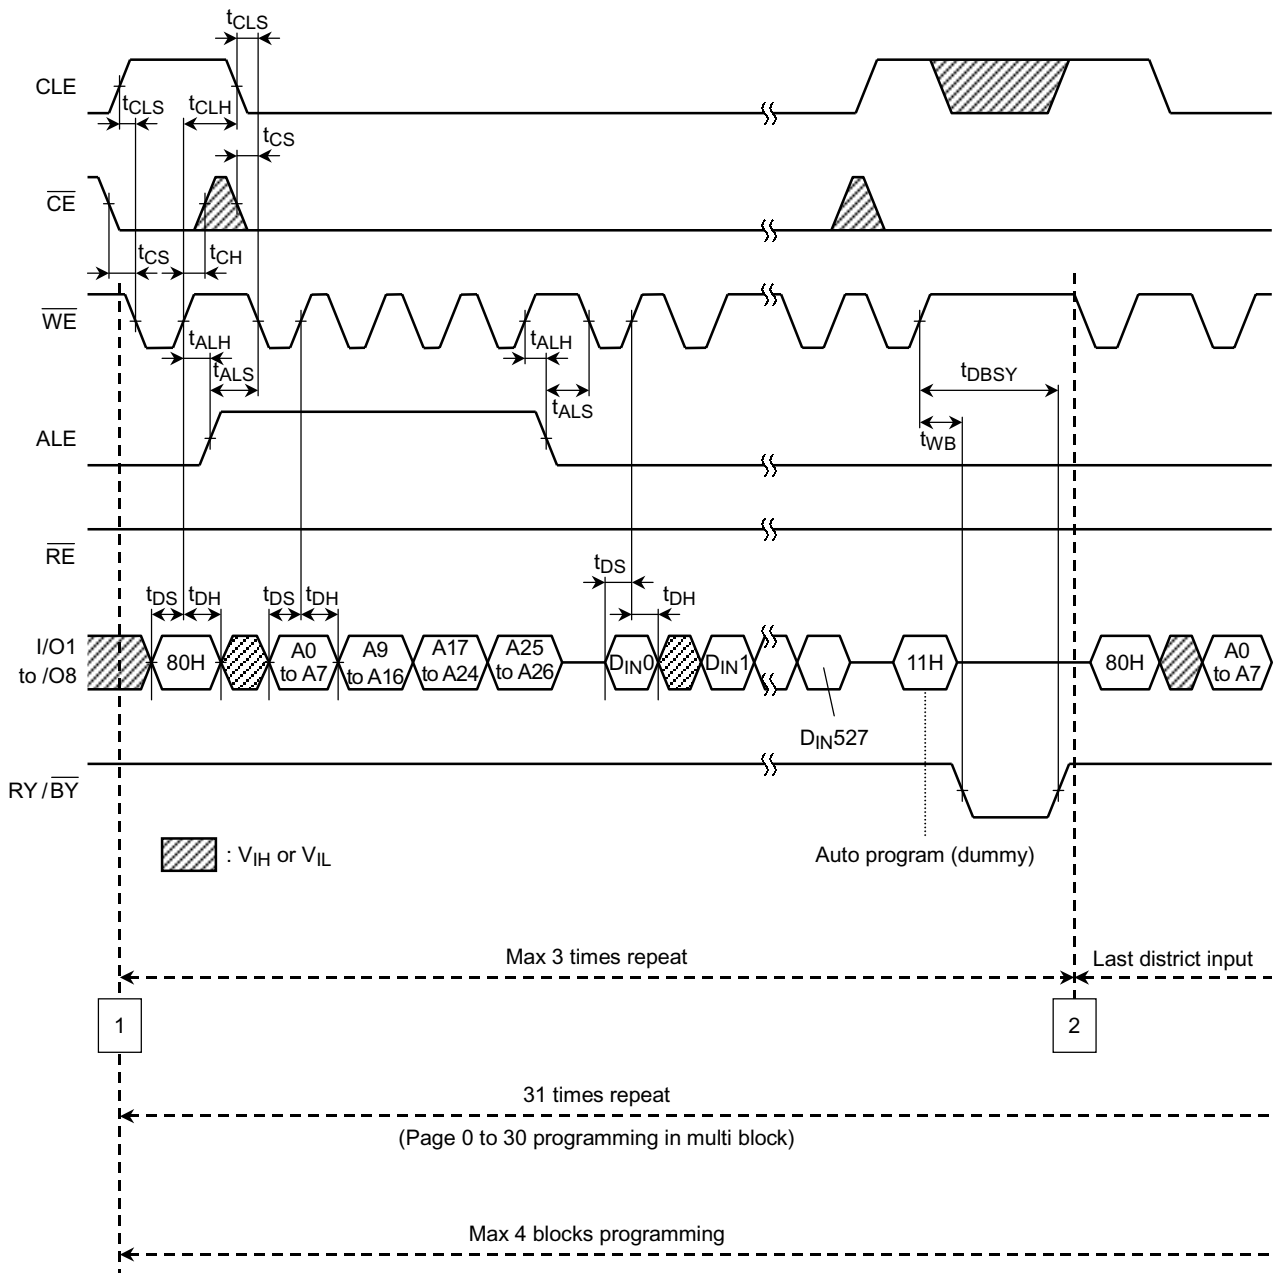 tCLS
CLE
tCLS
tCLH
tCS
CE
tCS
tCH
WE
tALH
tALS
tALH
tALS
tDBSY
tWB
ALE
RE
tDS
tDH
tDS
tDH
tDS
tDH
I/O1
to /O8
80H
A0
to A7
A9
to A16
A17
to A24
A25
to A26
DIN0
DIN1
DIN527
11H
80H
A0
to A7
RY/BY
: VIH or VIL
Auto program (dummy)
Max 3 times repeat
Last district input
1
2
31 times repeat
(Page 0 to 30 programming in multi block)
Max 4 blocks programming